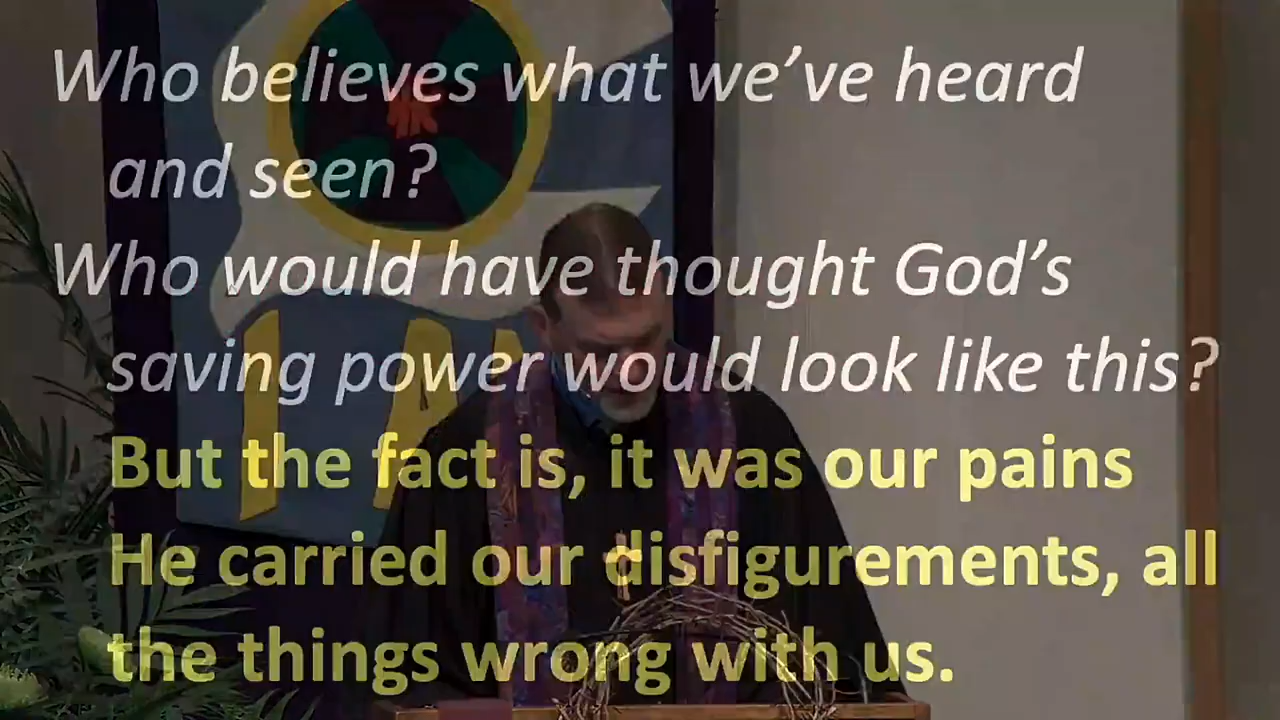 Who believes what we’ve heard
and seen?
Who would have thought God’s
saving power would look like this?
But the fact is, it was our pains
He carried our disfigurements, all
the things wrong with us.
I A